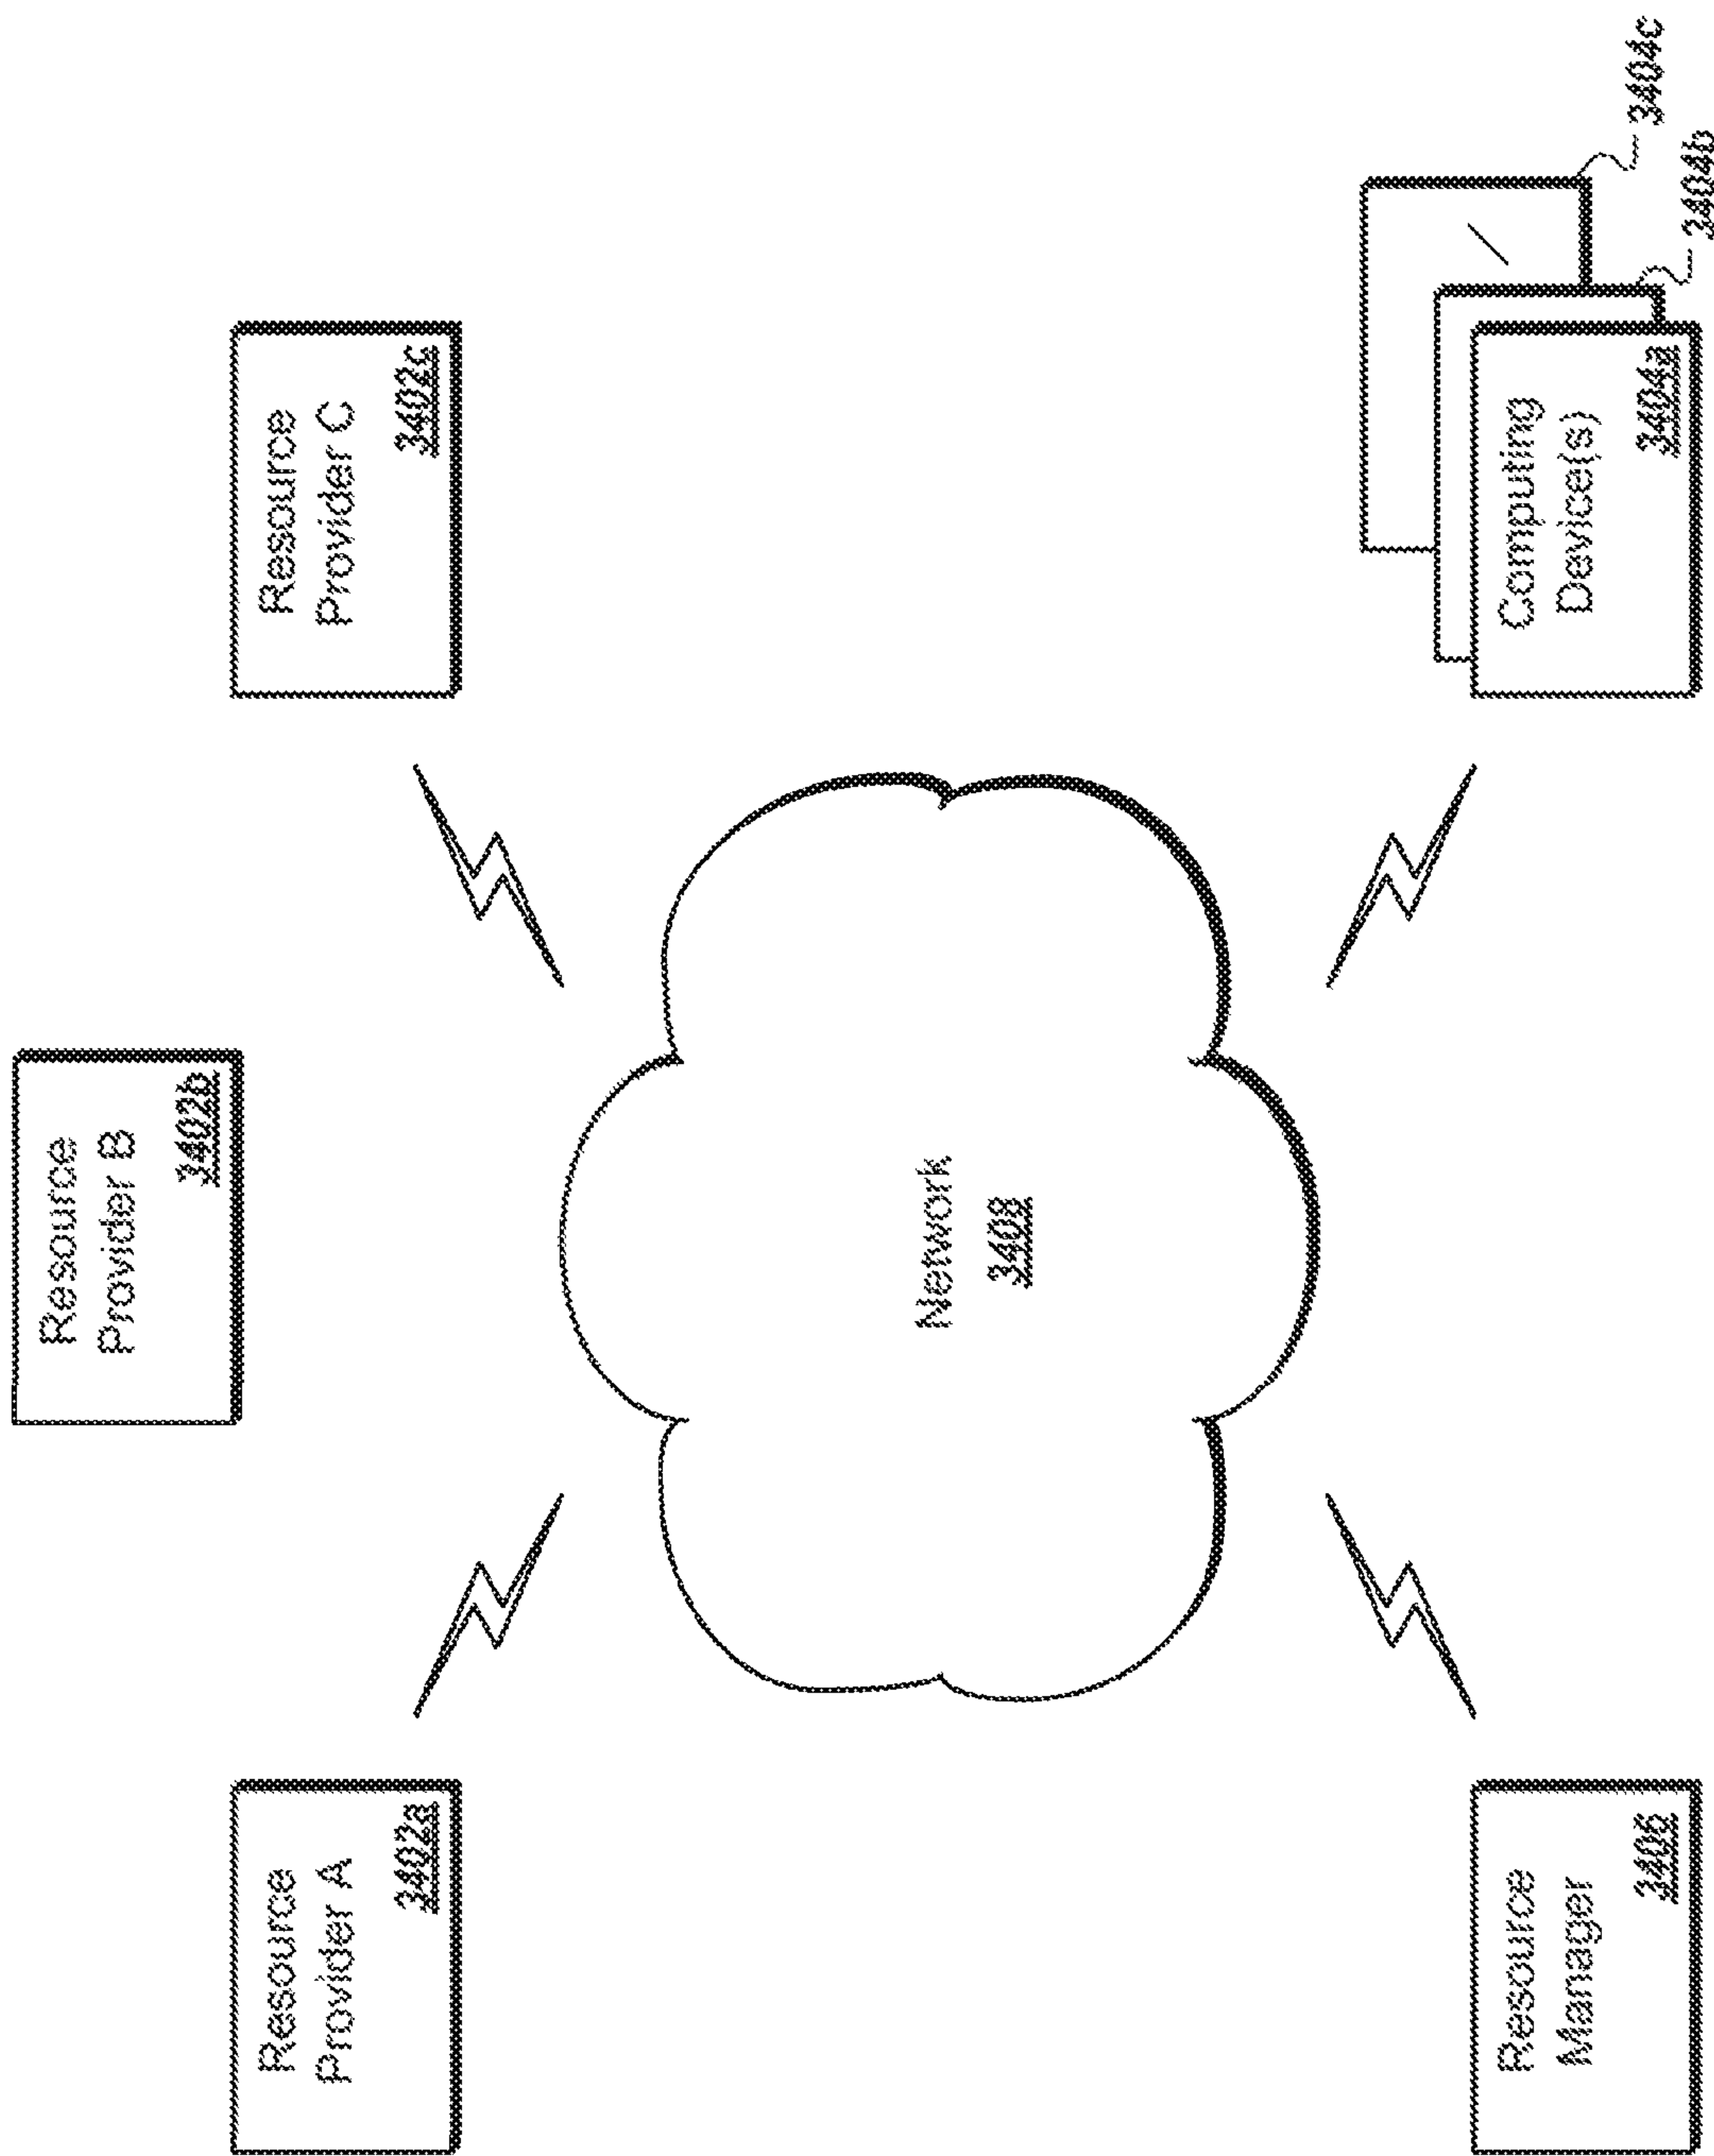 Resource
Provider B
3402b
Resource
Provider A
3402a
Resource
Provider C
3402c
Network
3408
Resource
Manager
3406
Computing
Device(s)
3404a
3404b
3404c